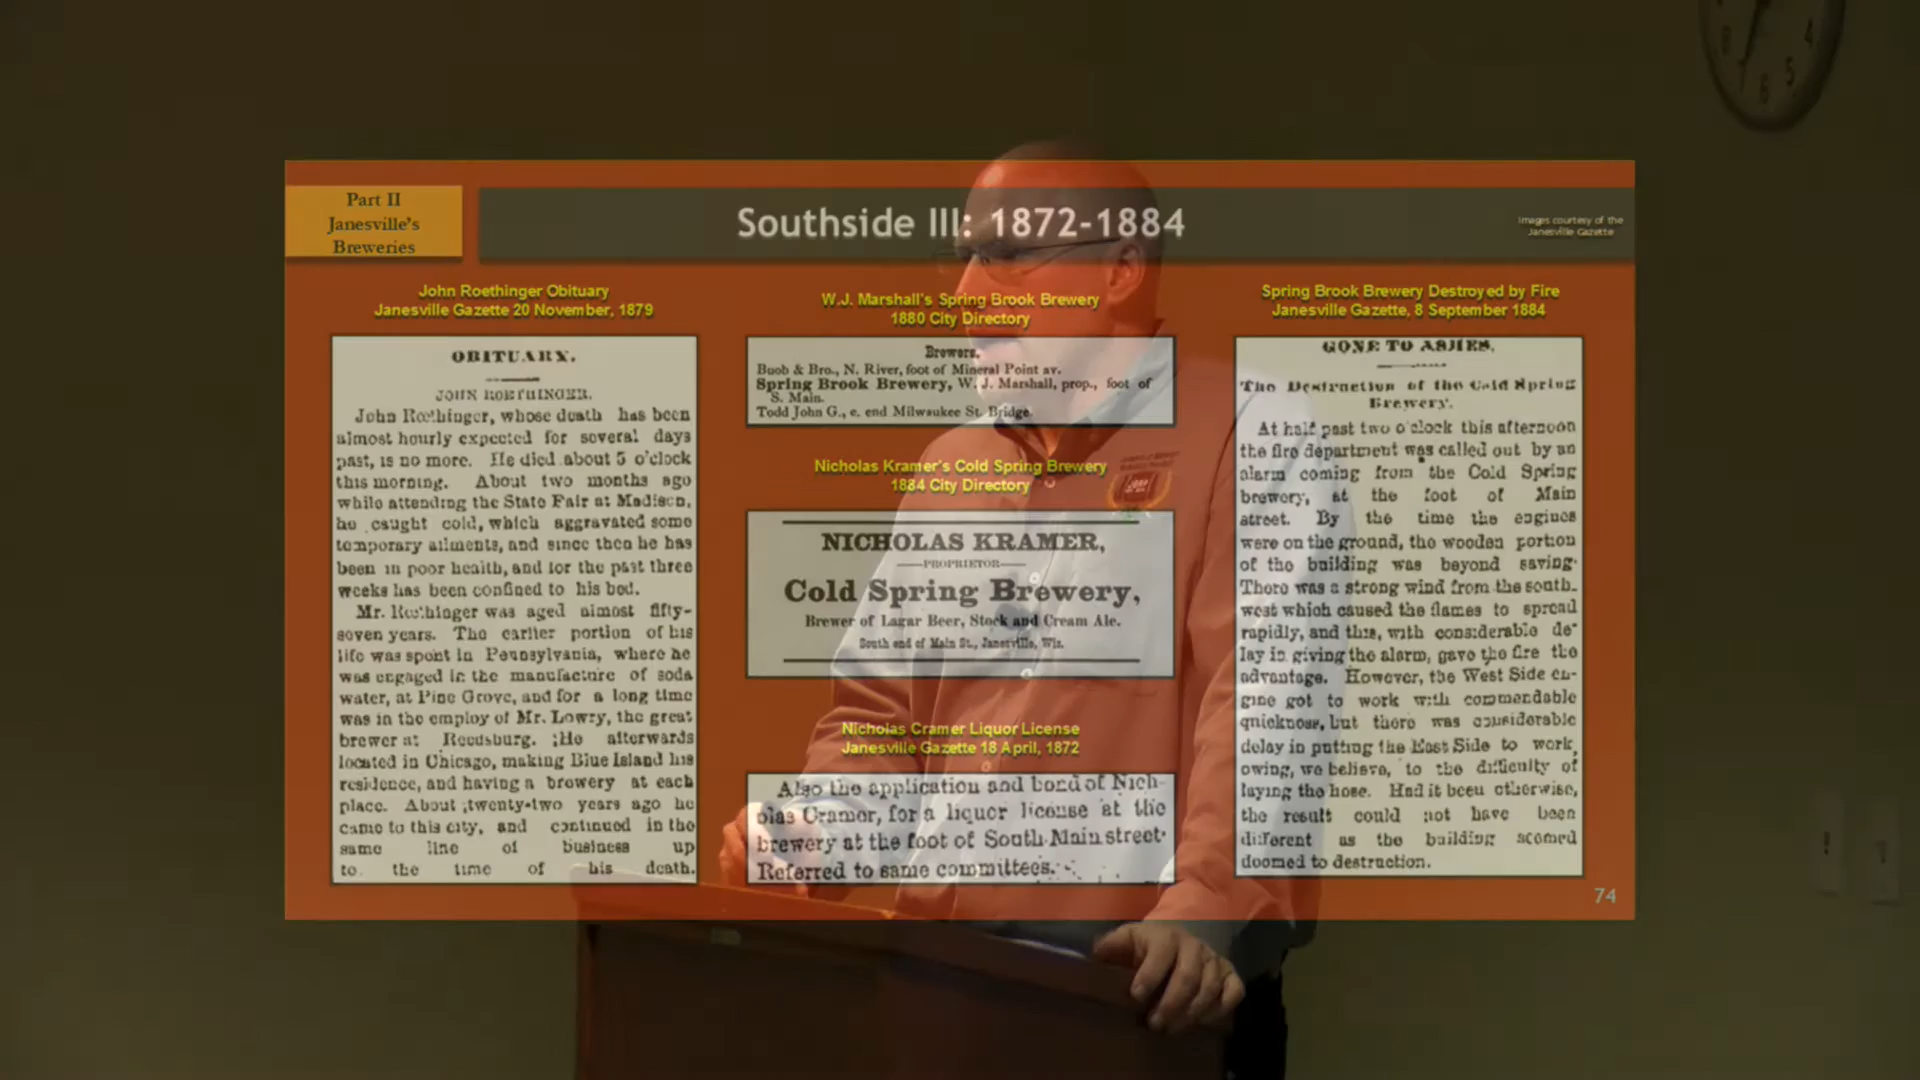 Part II
Janesville's
Breweries
Southside III: 1872-1884
Images courtesy of the
Janesville Gazette
John Roethinger Obituary
Janesville Gazette 20 November, 1879
OBITUARY.
JOHN ROETHINGER.
John Roethinger, whose death has been
almost hourly expected for several days
past, is no more. He died about 5 o'clock
this morning. About two months ago
while attending the State Fair at Madison,
he caught cold, which aggravated some
temporary ailments, and since then he has
been in poor health, and for the past three
weeks has been confined to his bed.
Mr. Roethinger was aged almost fifty-
seven years. The earlier portion of his
life was spent in Pennsylvania, where he
was engaged in the manufacture of soda
water, at Pine Grove, and for a long time
was in the employ of Mr. Lowry, the great
brewer at Reedsburg. He afterwards
located in Chicago, making Blue Island his
residence, and having a brewery at each
place. About twenty-two years ago he
came to this city, and continued in the
same line of business up
to the time of his death.
W.J. Marshall's Spring Brook Brewery
1880 City Directory
Brewers.
Buob & Bro., N. River, foot of Mineral Point av.
Spring Brook Brewery, W. J. Marshall, prop., foot of
S. Main.
Todd John G., e. end Milwaukee St. Bridge.
Nicholas Kramer's Cold Spring Brewery
1884 City Directory
NICHOLAS KRAMER,
PROPRIETOR
Cold Spring Brewery,
Brewer of Lagar Beer, Stock and Cream Ale.
South end of Main St., Janesville, Wis.
Nicholas Cramer Liquor License
Janesville Gazette 18 April, 1872
Also the application and bond of Nich-
olas Cramer, for a liquor license at the
brewery at the foot of South Main street.
Referred to same committees.
Spring Brook Brewery Destroyed by Fire
Janesville Gazette, 8 September 1884
GONE TO ASHES.
The Destruction of the Cold Spring
Brewery.
At half past two o'clock this afternoon
the fire department was called out by an
alarm coming from the Cold Spring
brewery, at the foot of Main
street. By the time the engines
were on the ground, the wooden portion
of the building was beyond saving.
There was a strong wind from the south-
west which caused the flames to spread
rapidly, and this, with considerable de-
lay in giving the alarm, gave the fire the
advantage. However, the West Side en-
gine got to work with commendable
quickness, but there was considerable
delay in putting the East Side to work,
owing, we believe, to the difficulty of
laying the hose. Had it been otherwise,
the result could not have been
different as the building seemed
doomed to destruction.
74
4
5
6